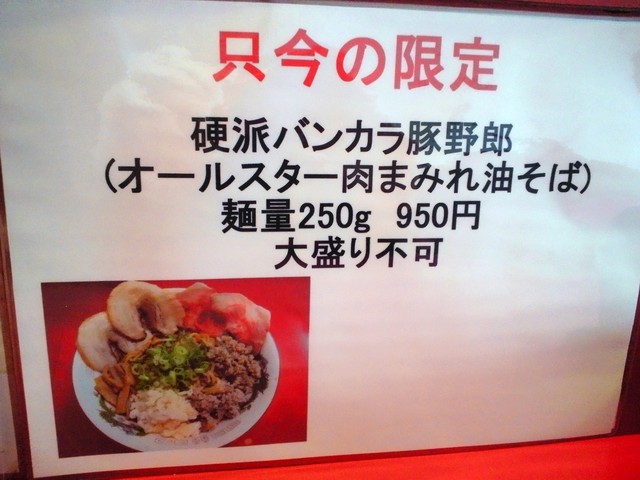 只今の限定
硬派バンカラ豚野郎
(オールスター肉まみれ油そば)
麺量250g 950円
大盛り不可